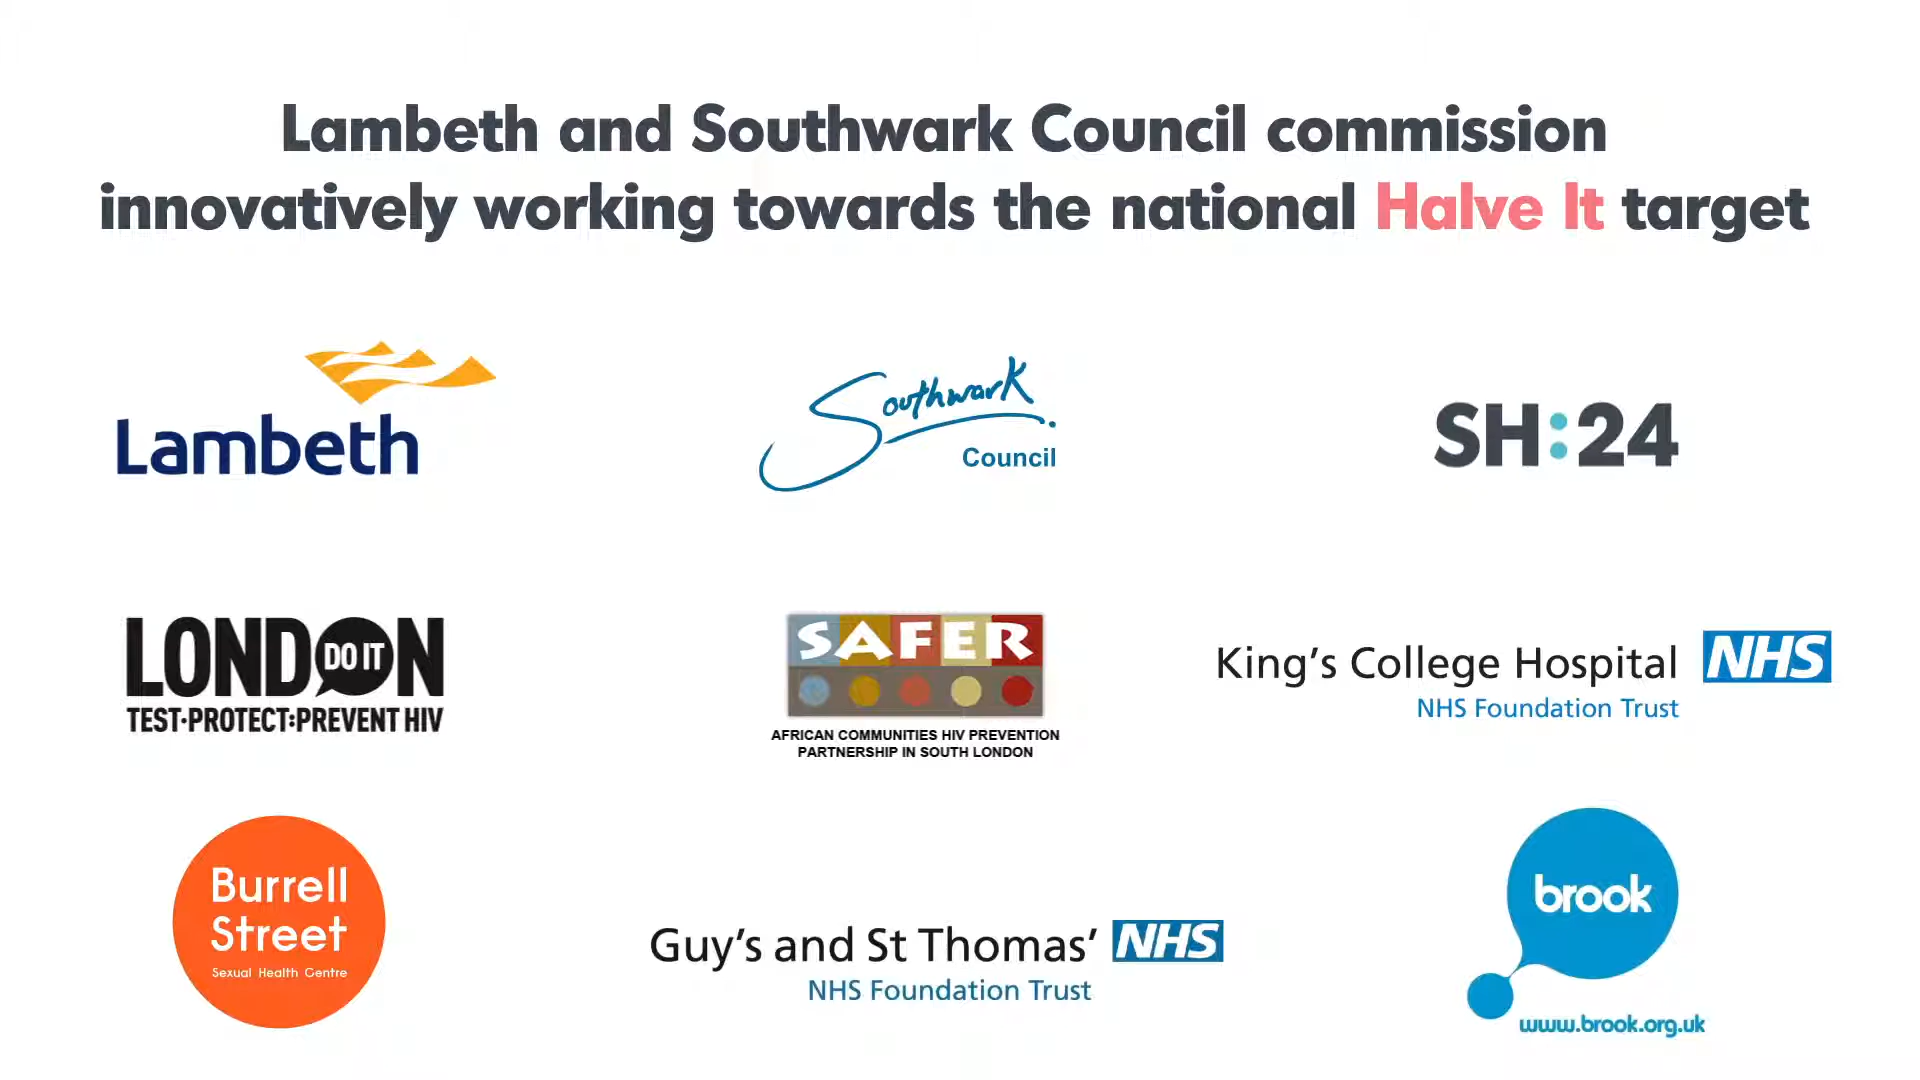 Lambeth and Southwark Council commission
innovatively working towards the national Halve It target
Lambeth
Southwark
Council
SH:24
LONDON
DO IT
TEST·PROTECT:PREVENT HIV
SAFER
AFRICAN COMMUNITIES HIV PREVENTION
PARTNERSHIP IN SOUTH LONDON
King's College Hospital NHS
NHS Foundation Trust
Burrell
Street
Sexual Health Centre
Guy's and St Thomas' NHS
NHS Foundation Trust
brook
www.brook.org.uk